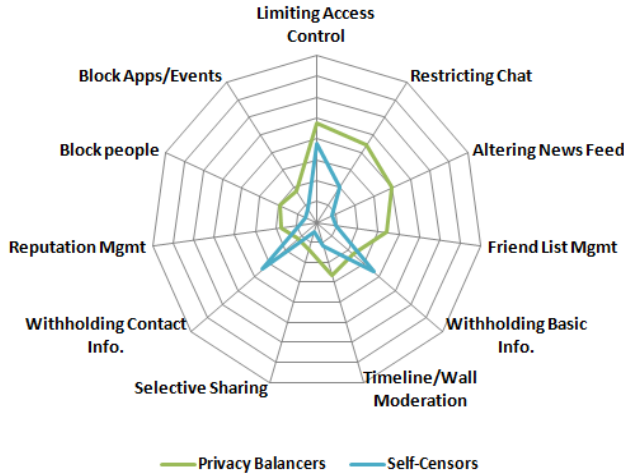 Limiting Access
Control
Block Apps/Events
Restricting Chat
Block people
Altering News Feed
Reputation Mgmt
Friend List Mgmt
Withholding Contact
Info.
Withholding Basic
Info.
Selective Sharing
Timeline/Wall
Moderation
Privacy Balancers
Self-Censors